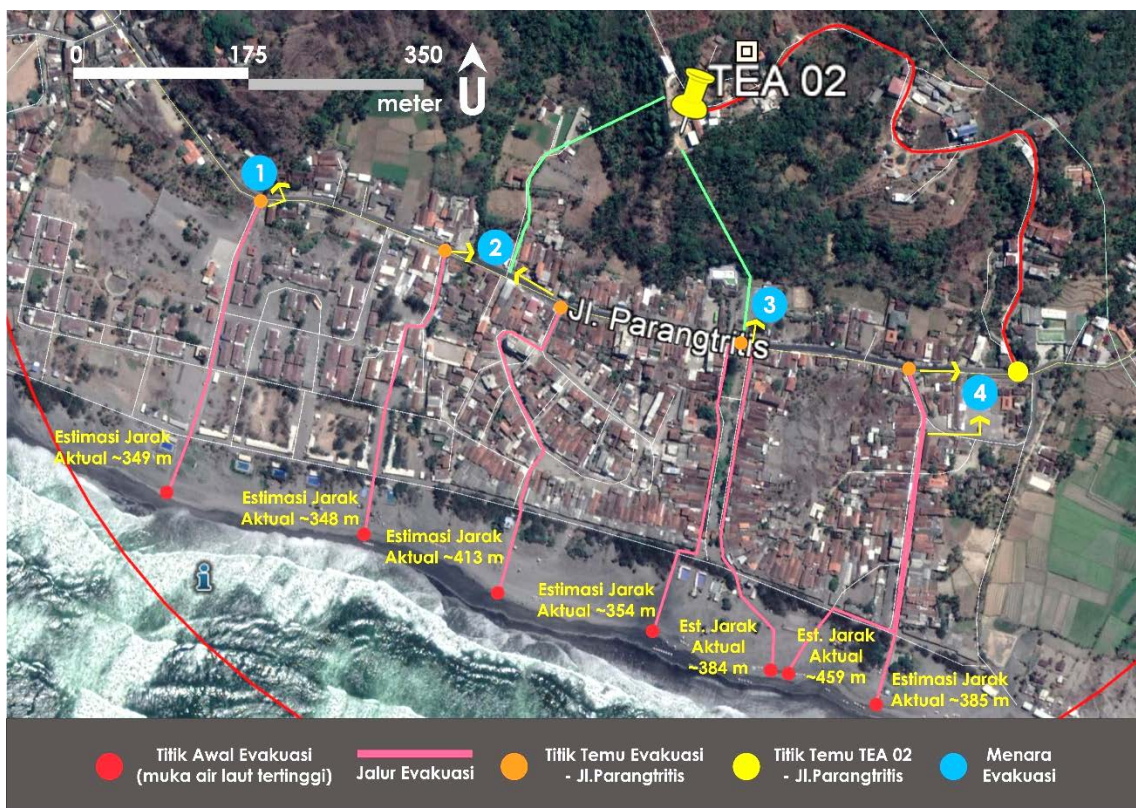 0 175 350
meter
U
TEA 02
1
2
3
4
Jl. Parangtritis
Estimasi Jarak
Aktual ~349 m
Estimasi Jarak
Aktual ~348 m
Estimasi Jarak
Aktual ~413 m
Estimasi Jarak
Aktual ~354 m
Est. Jarak
Aktual
~384 m
Est. Jarak
Aktual
~459 m
Estimasi Jarak
Aktual ~385 m
i
Titik Awal Evakuasi
(muka air laut tertinggi)
Jalur Evakuasi
Titik Temu Evakuasi
- Jl.Parangtritis
Titik Temu TEA 02
- Jl.Parangtritis
Menara
Evakuasi